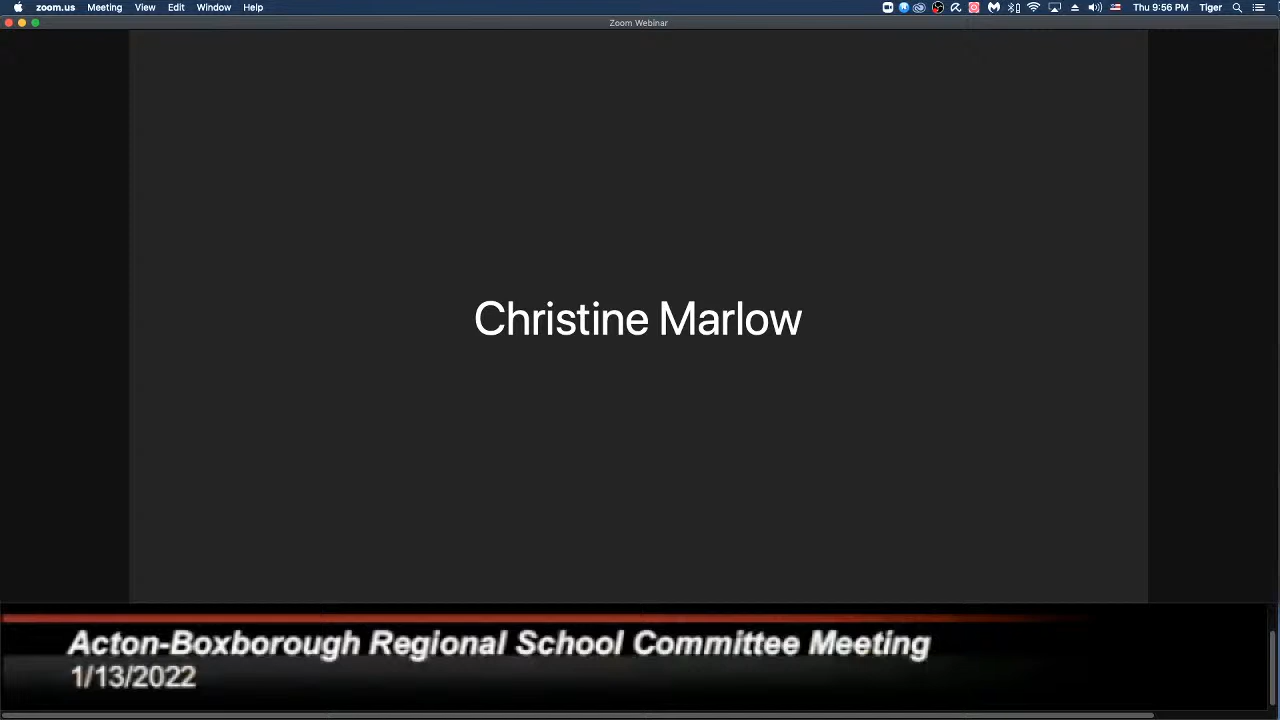 zoom.us Meeting View Edit Window Help Thu 9:56 PM Tiger
Zoom Webinar
Christine Marlow
Acton-Boxborough Regional School Committee Meeting
1/13/2022